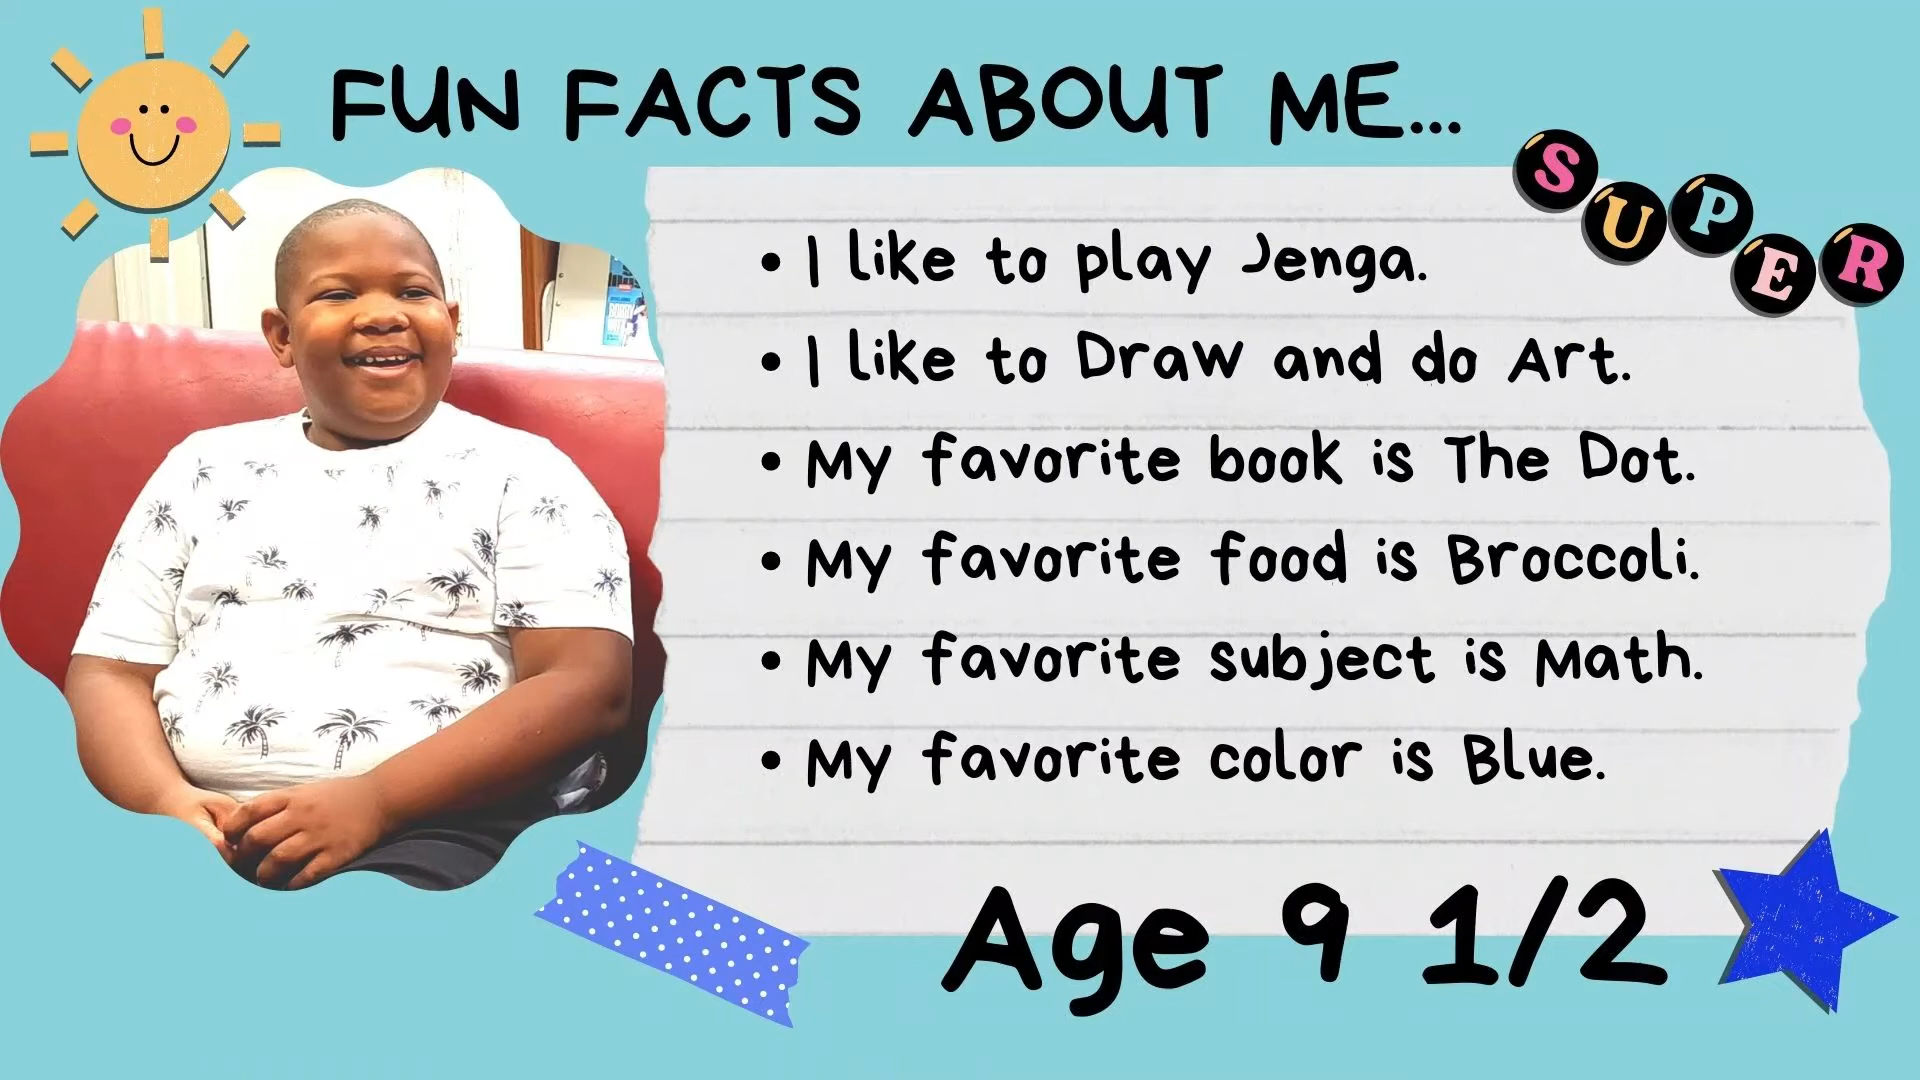 FUN FACTS ABOUT ME...
SUPER
• I like to play Jenga.
• I like to Draw and do Art.
• My favorite book is The Dot.
• My favorite food is Broccoli.
• My favorite subject is Math.
• My favorite color is Blue.
Age 9 1/2